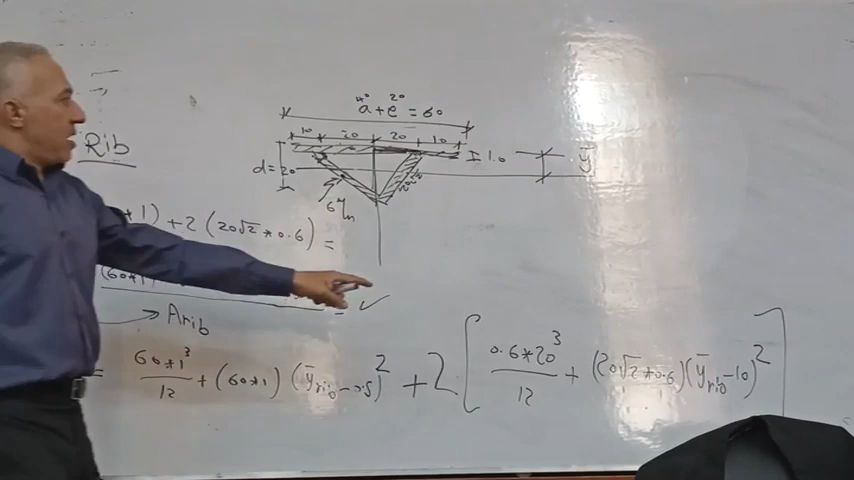 Rib
40 20
a + e = 60
10 20 20 10
I 1.0
ȳ
d = 20
20√2
6 m/m
*1) + 2 (20√2 * 0.6) =
(60*1) = ✓
→ Arib
= 60*1³/12 + (60*1) (ȳrib - 0.5)² + 2 [ 0.6*20³/12 + (20√2*0.6)(ȳrib - 10)² ]